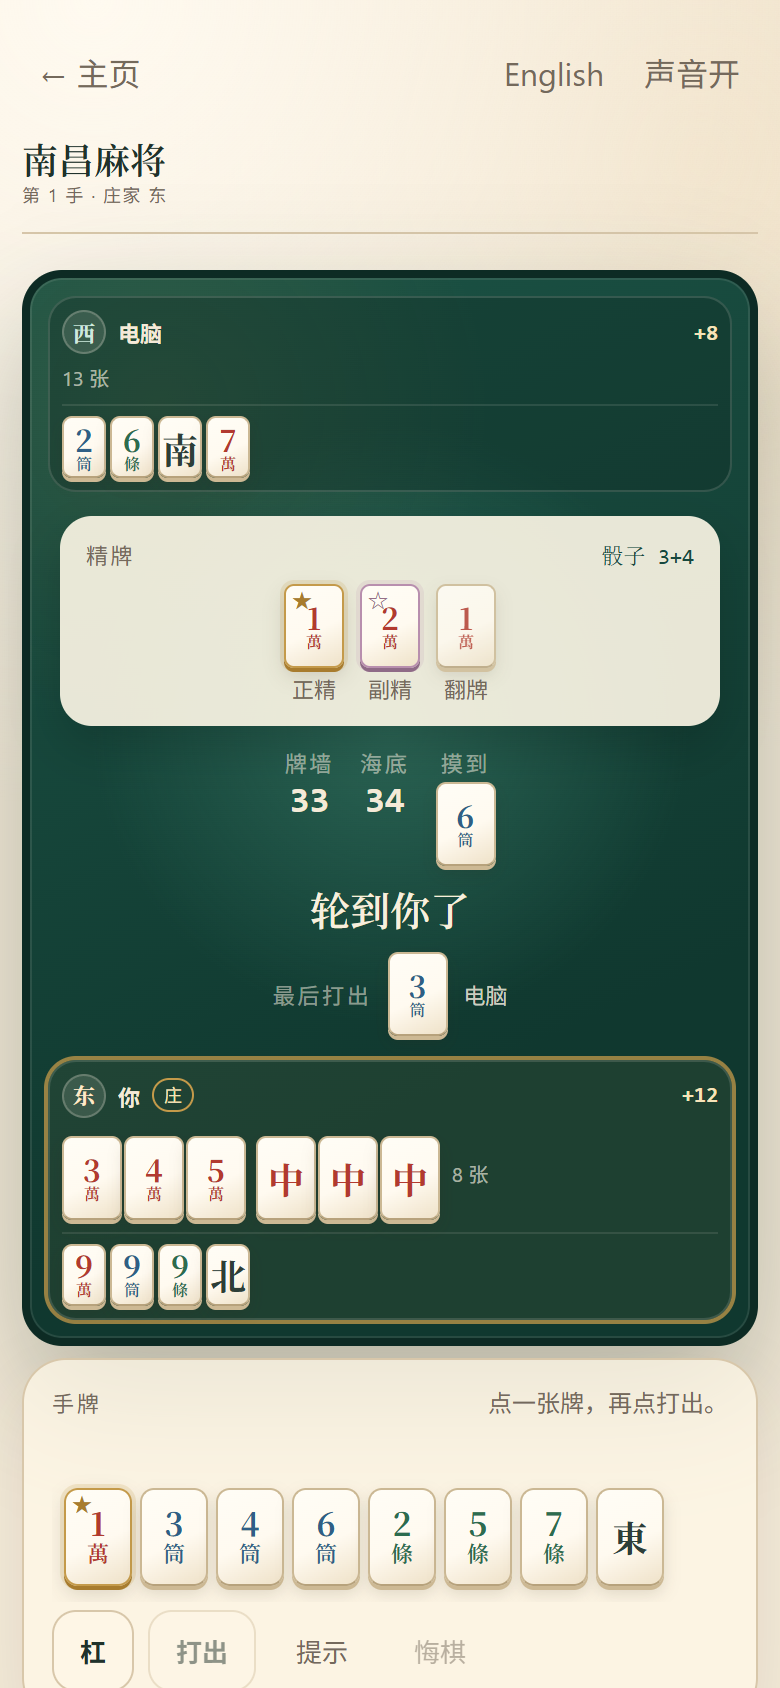 ← 主页 English 声音开
南昌麻将
第 1 手 · 庄家 东
西 电脑 +8
13 张
2筒 6條 南 7萬
精牌 骰子 3+4
★1萬 ☆2萬 1萬
正精 副精 翻牌
牌墙 海底 摸到
33 34 6筒
轮到你了
最后打出 3筒 电脑
东 你 庄 +12
3萬 4萬 5萬 中 中 中 8 张
9萬 9筒 9條 北
手牌 点一张牌，再点打出。
★1萬 3筒 4筒 6筒 2條 5條 7條 東
杠 打出 提示 悔棋